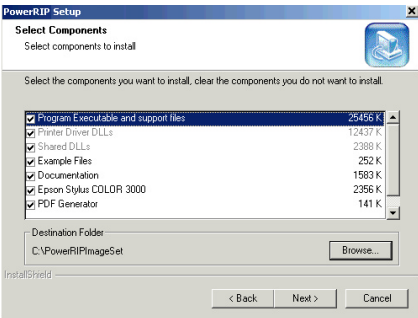 PowerRIP Setup
Select Components
Select components to install
Select the components you want to install, clear the components you do not want to install.
Program Executable and support files 25456 K
Printer Driver DLLs 12437 K
Shared DLLs 2388 K
Example Files 252 K
Documentation 1583 K
Epson Stylus COLOR 3000 2356 K
PDF Generator 141 K
Destination Folder
C:\PowerRIPImageSet
Browse...
InstallShield
< Back Next > Cancel